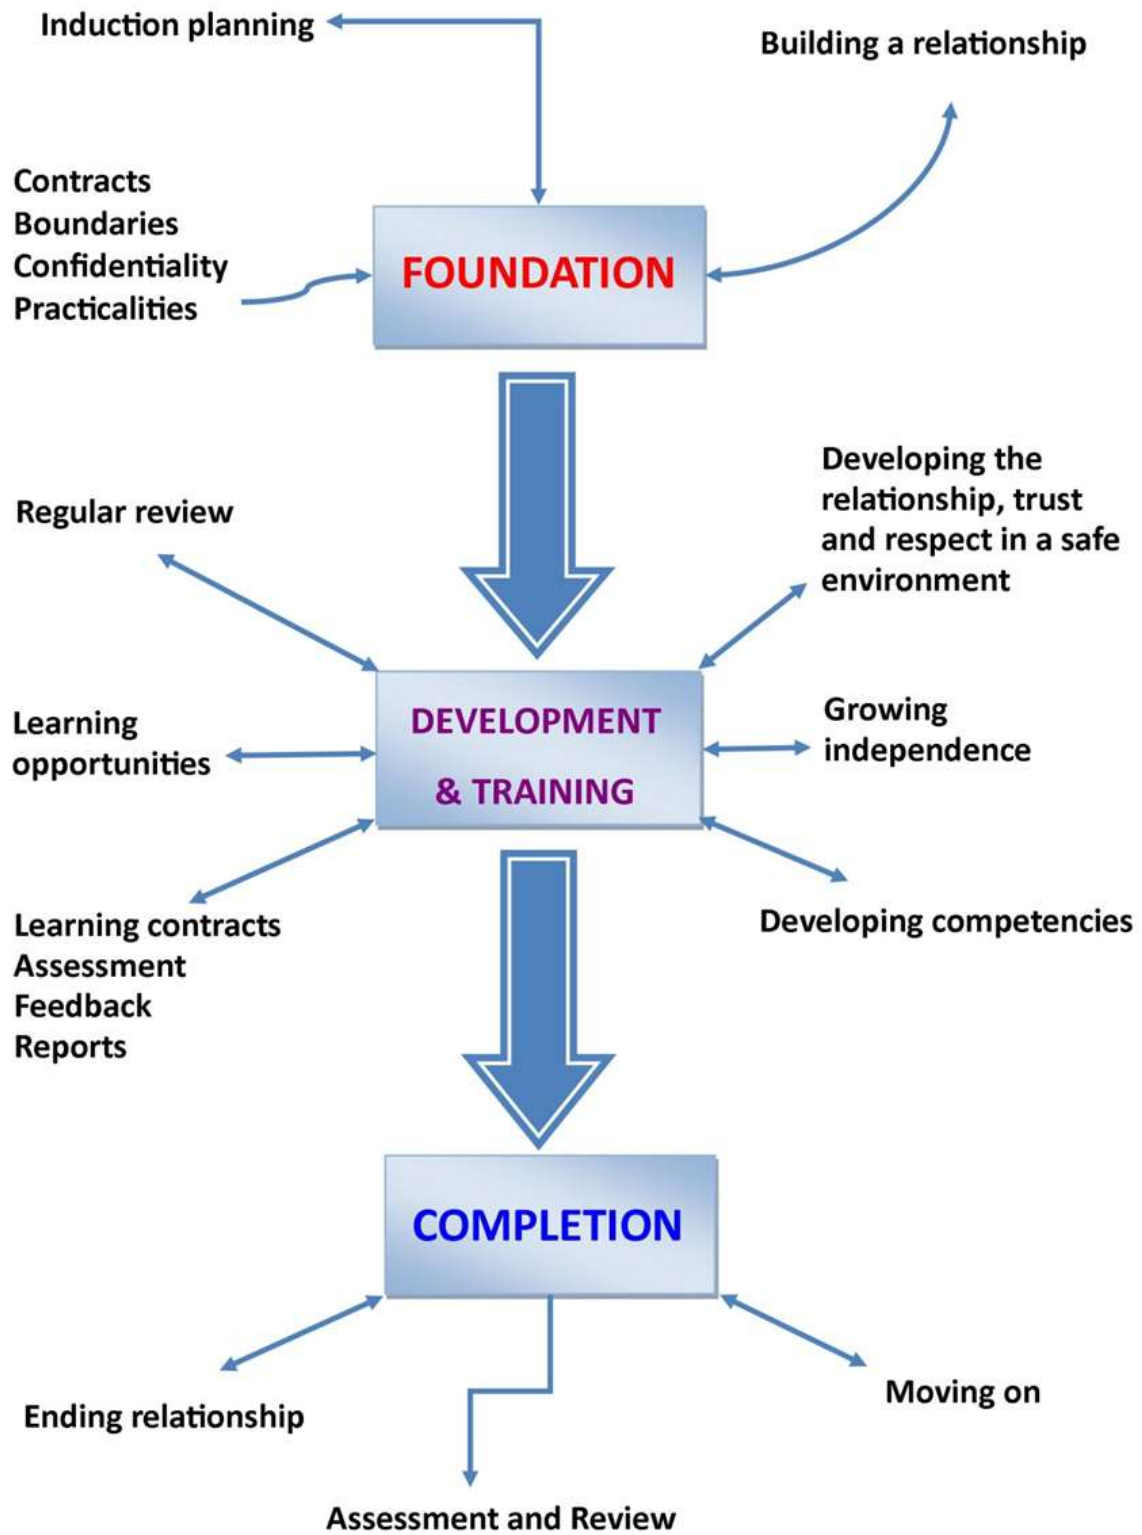 Induction planning
Building a relationship
Contracts
Boundaries
Confidentiality
Practicalities
FOUNDATION
Developing the
relationship, trust
and respect in a safe
environment
Regular review
Learning
opportunities
DEVELOPMENT
& TRAINING
Growing
independence
Learning contracts
Assessment
Feedback
Reports
Developing competencies
COMPLETION
Ending relationship
Moving on
Assessment and Review